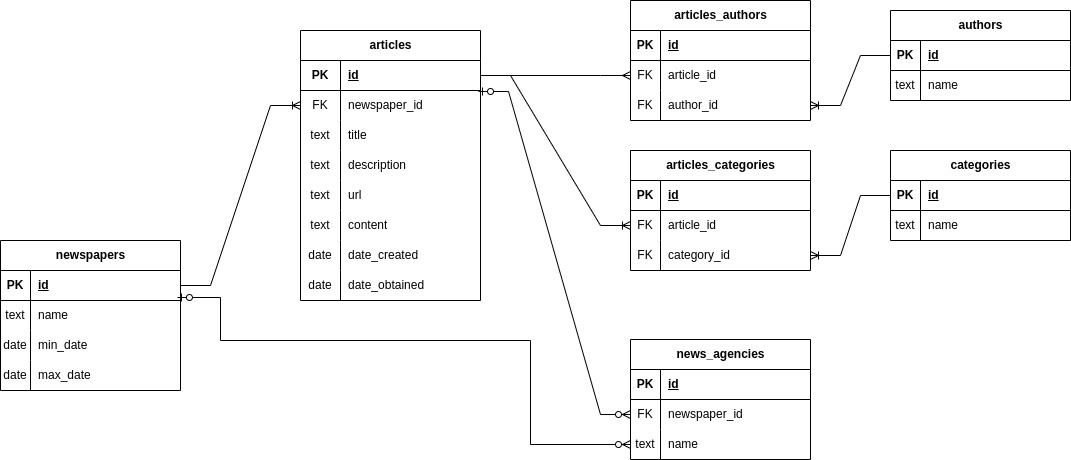 articles_authors
PK id
FK article_id
FK author_id
authors
PK id
text name
articles
PK id
FK newspaper_id
text title
text description
text url
text content
date date_created
date date_obtained
articles_categories
PK id
FK article_id
FK category_id
categories
PK id
text name
newspapers
PK id
text name
date min_date
date max_date
news_agencies
PK id
FK newspaper_id
text name